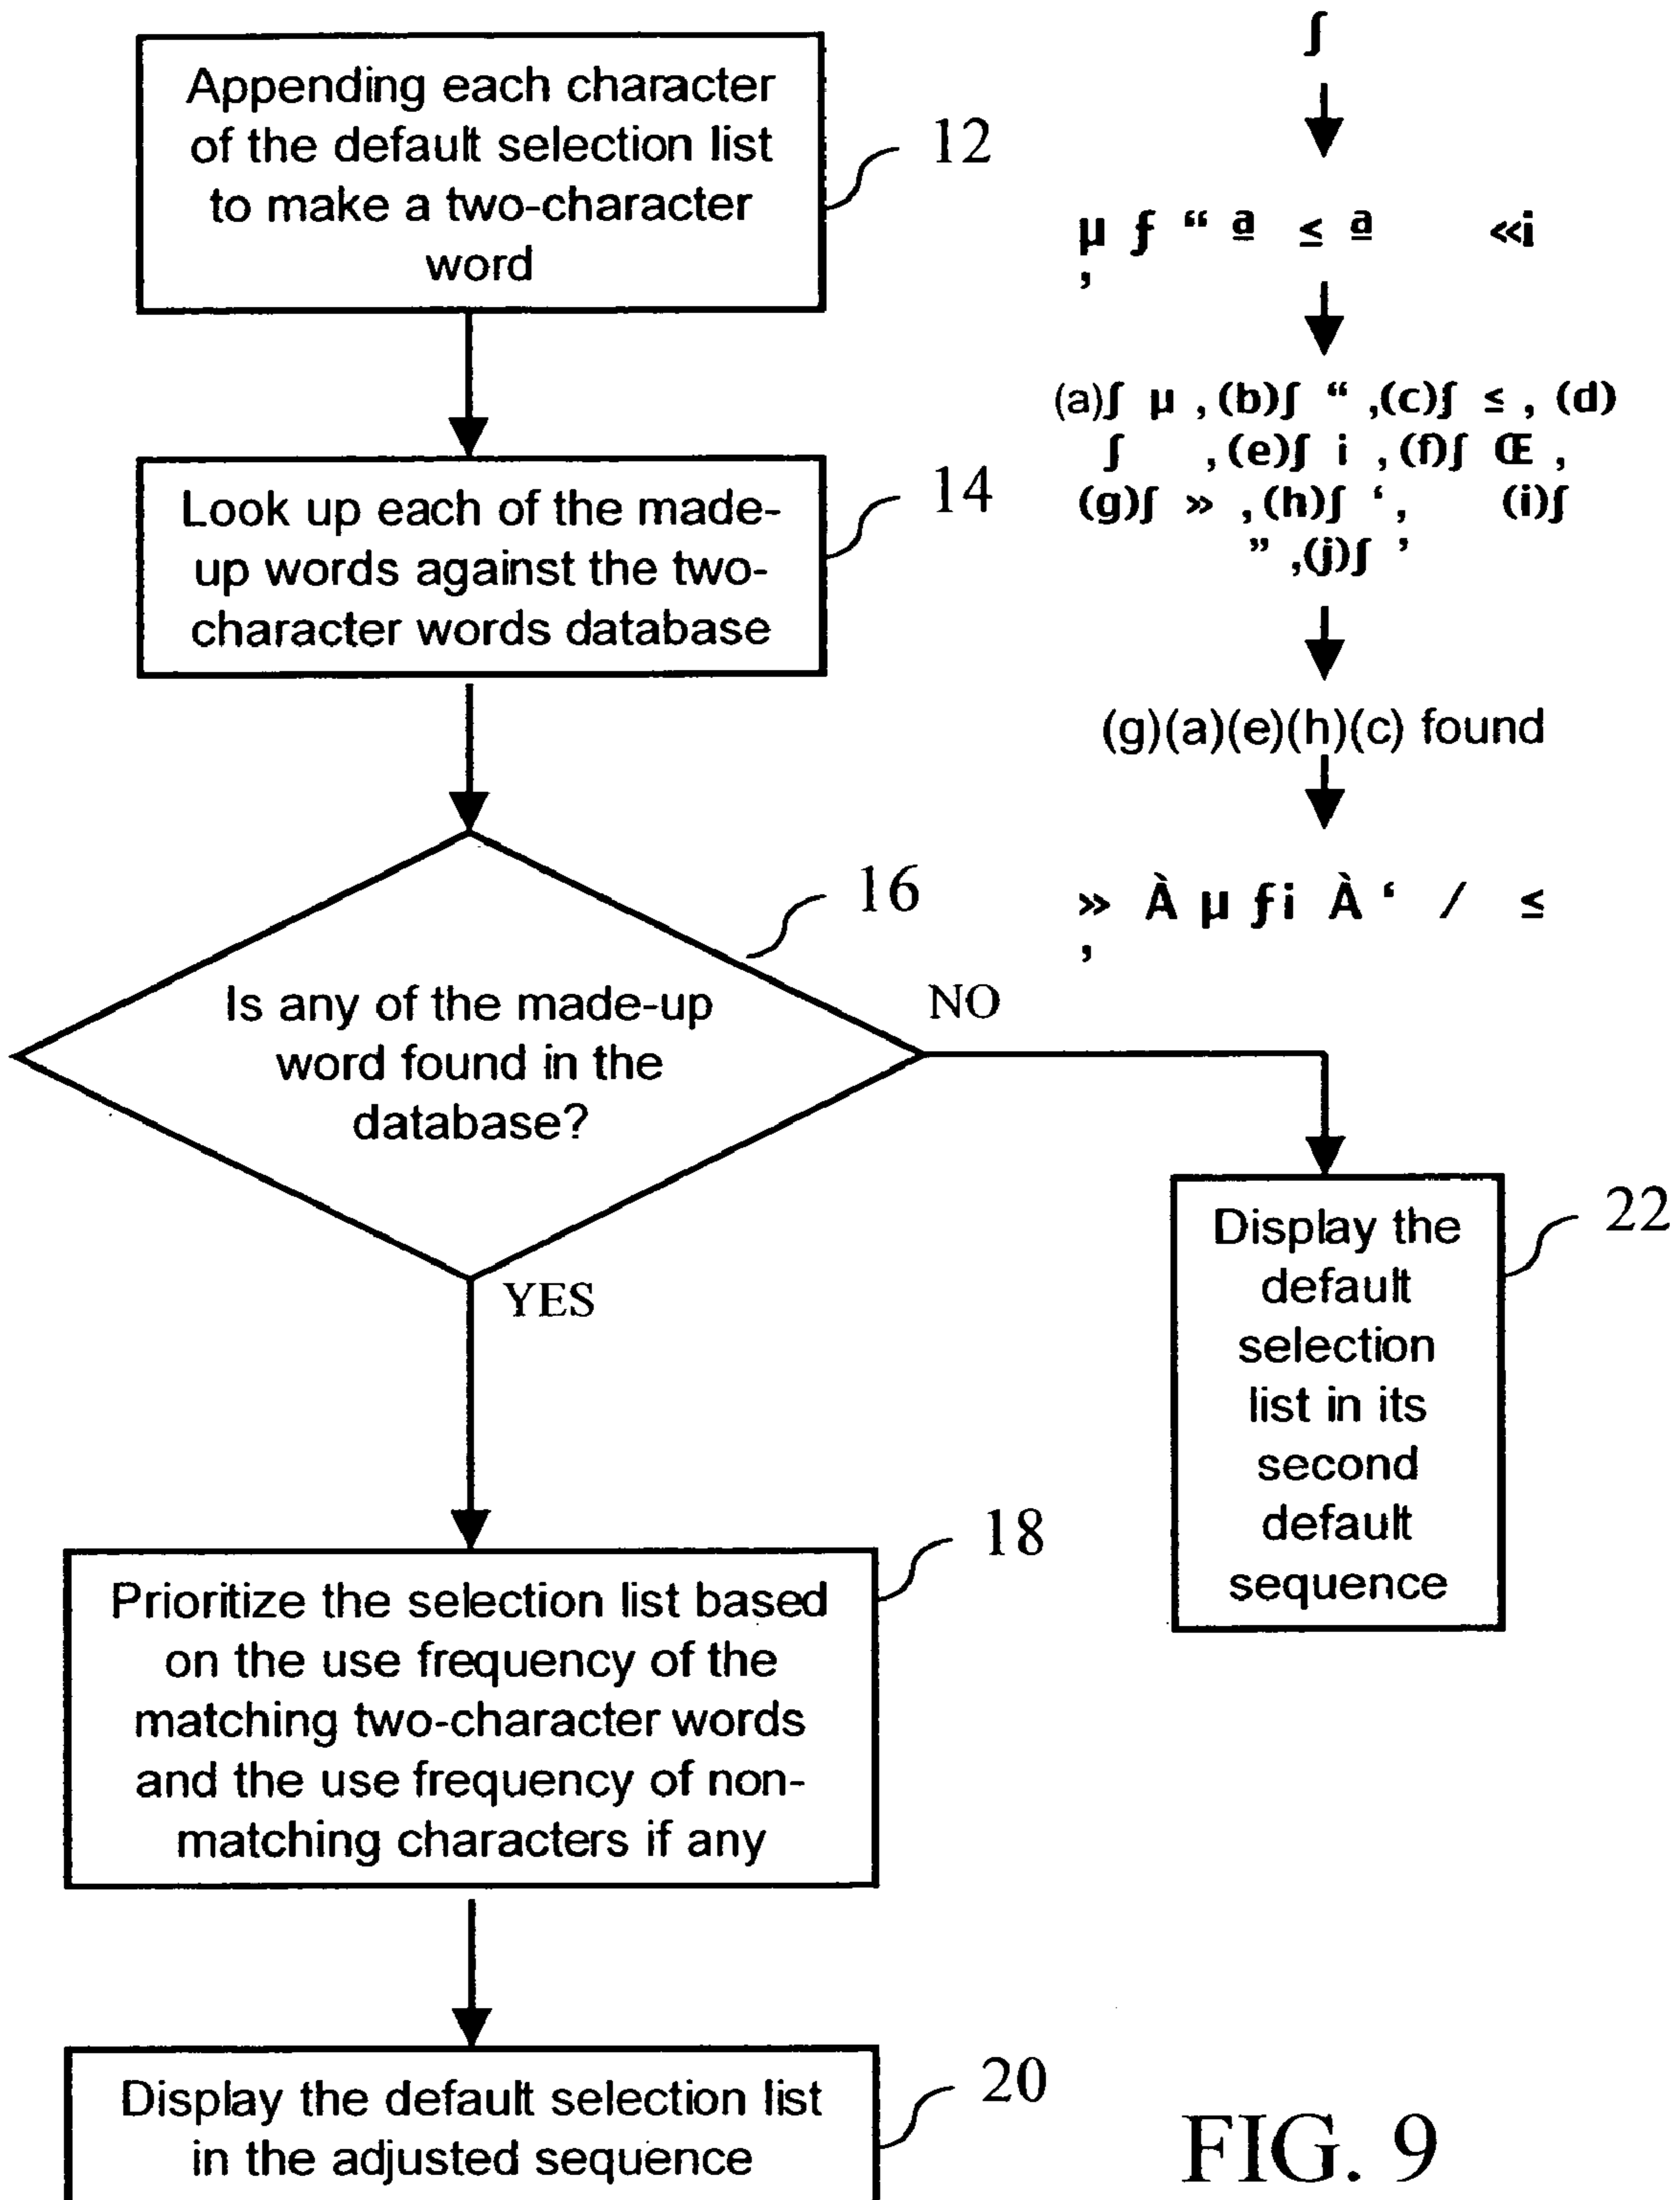 Appending each character
of the default selection list
to make a two-character
word
12
Look up each of the made-
up words against the two-
character words database
14
Is any of the made-up
word found in the
database?
16
NO
YES
Display the
default
selection
list in its
second
default
sequence
22
Prioritize the selection list based
on the use frequency of the
matching two-character words
and the use frequency of non-
matching characters if any
18
Display the default selection list
in the adjusted sequence
20
ʃ
µ ƒ “ ª ≤ ª «i
,
(a)ʃ µ ,(b)ʃ “ ,(c)ʃ ≤ , (d)
ʃ ,(e)ʃ i ,(f)ʃ Œ ,
(g)ʃ » ,(h)ʃ ‘, (i)ʃ
” ,(j)ʃ ’
(g)(a)(e)(h)(c) found
» À µ ƒi À ‘ / ≤
,
FIG. 9